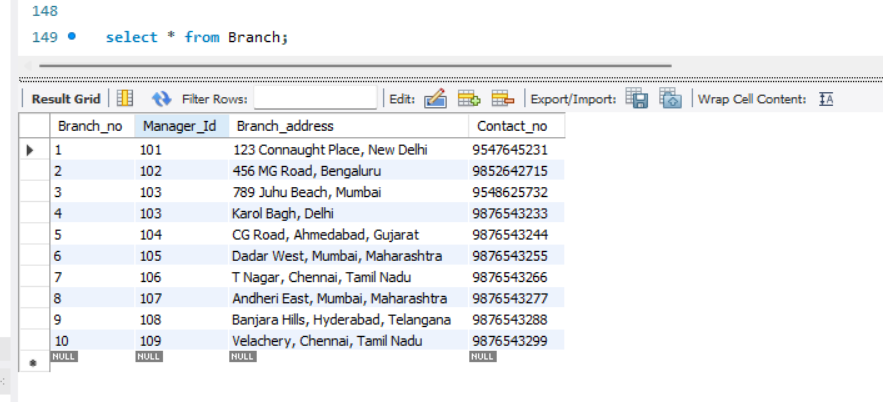 148
149 select * from Branch;
Result Grid Filter Rows: Edit: Export/Import: Wrap Cell Content: IA
Branch_no Manager_Id Branch_address Contact_no
1 101 123 Connaught Place, New Delhi 9547645231
2 102 456 MG Road, Bengaluru 9852642715
3 103 789 Juhu Beach, Mumbai 9548625732
4 103 Karol Bagh, Delhi 9876543233
5 104 CG Road, Ahmedabad, Gujarat 9876543244
6 105 Dadar West, Mumbai, Maharashtra 9876543255
7 106 T Nagar, Chennai, Tamil Nadu 9876543266
8 107 Andheri East, Mumbai, Maharashtra 9876543277
9 108 Banjara Hills, Hyderabad, Telangana 9876543288
10 109 Velachery, Chennai, Tamil Nadu 9876543299
NULL NULL NULL NULL